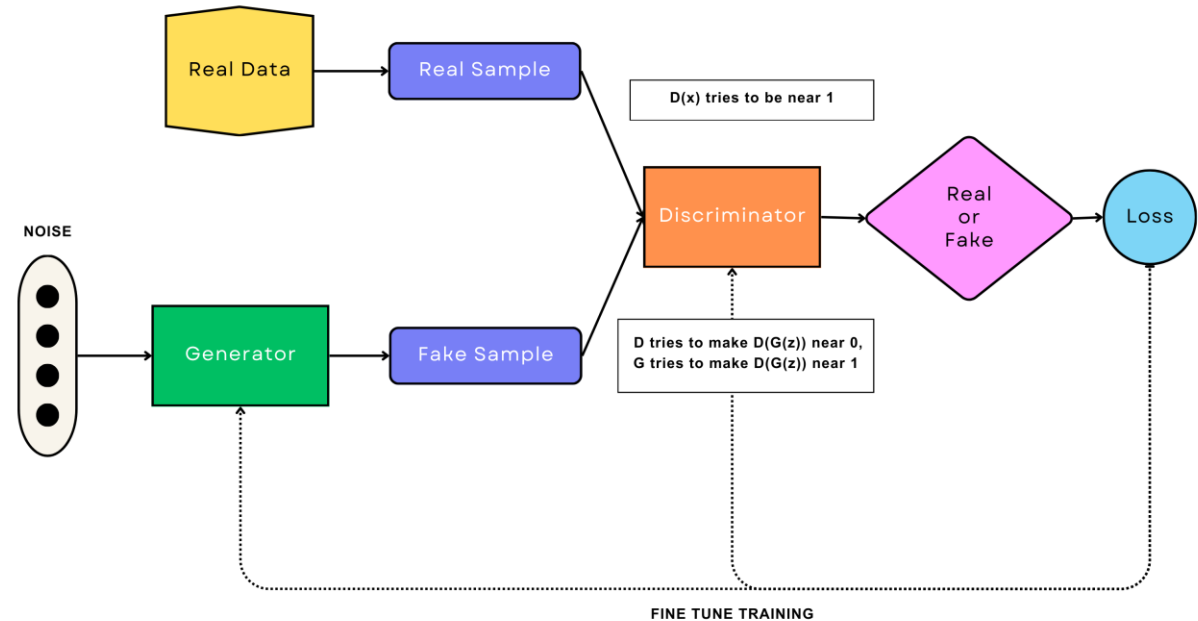 Real Data
Real Sample
D(x) tries to be near 1
Real
or
Fake
Discriminator
Loss
NOISE
Generator
Fake Sample
D tries to make D(G(z)) near 0,
G tries to make D(G(z)) near 1
FINE TUNE TRAINING